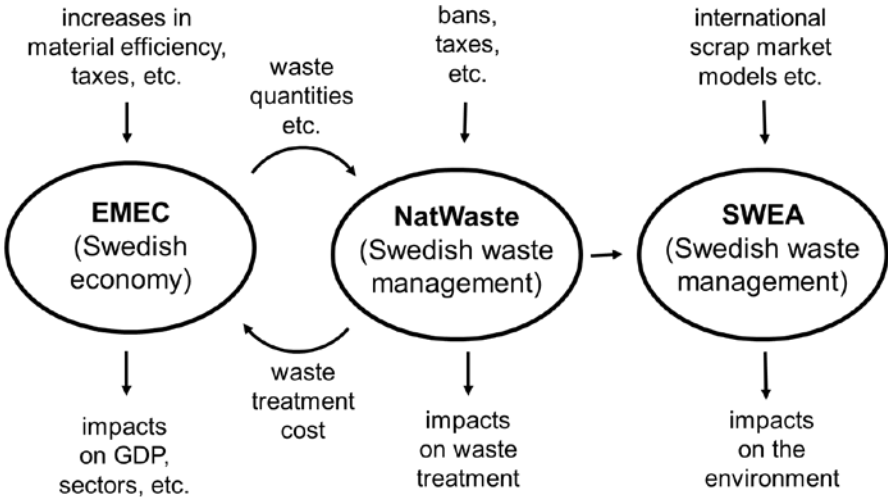 increases in
material efficiency,
taxes, etc.
waste
quantities
etc.
bans,
taxes,
etc.
international
scrap market
models etc.
EMEC
(Swedish
economy)
NatWaste
(Swedish waste
management)
SWEA
(Swedish waste
management)
waste
treatment
cost
impacts
on GDP,
sectors, etc.
impacts
on waste
treatment
impacts
on the
environment